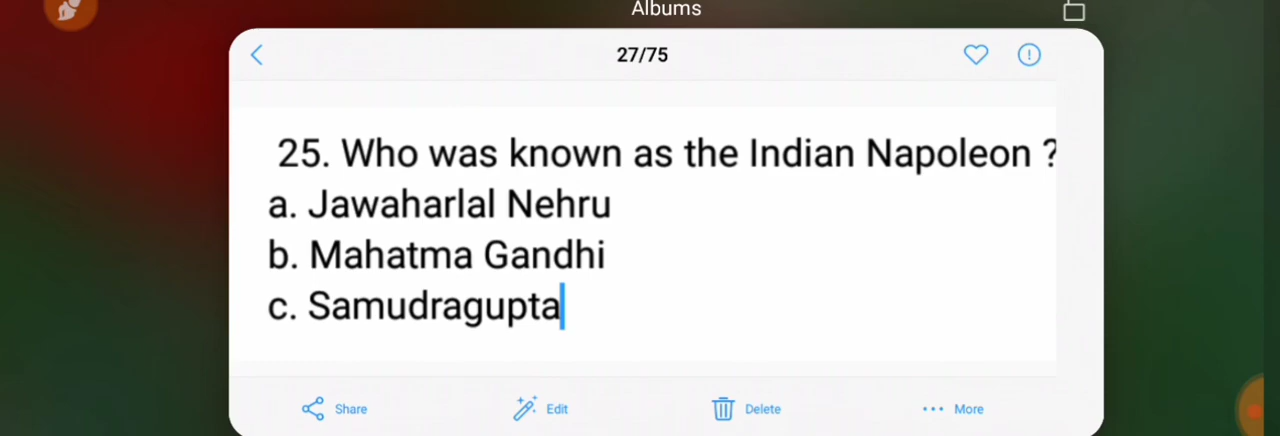 Albums
27/75
25. Who was known as the Indian Napoleon ?
a. Jawaharlal Nehru
b. Mahatma Gandhi
c. Samudragupta
Share Edit Delete More